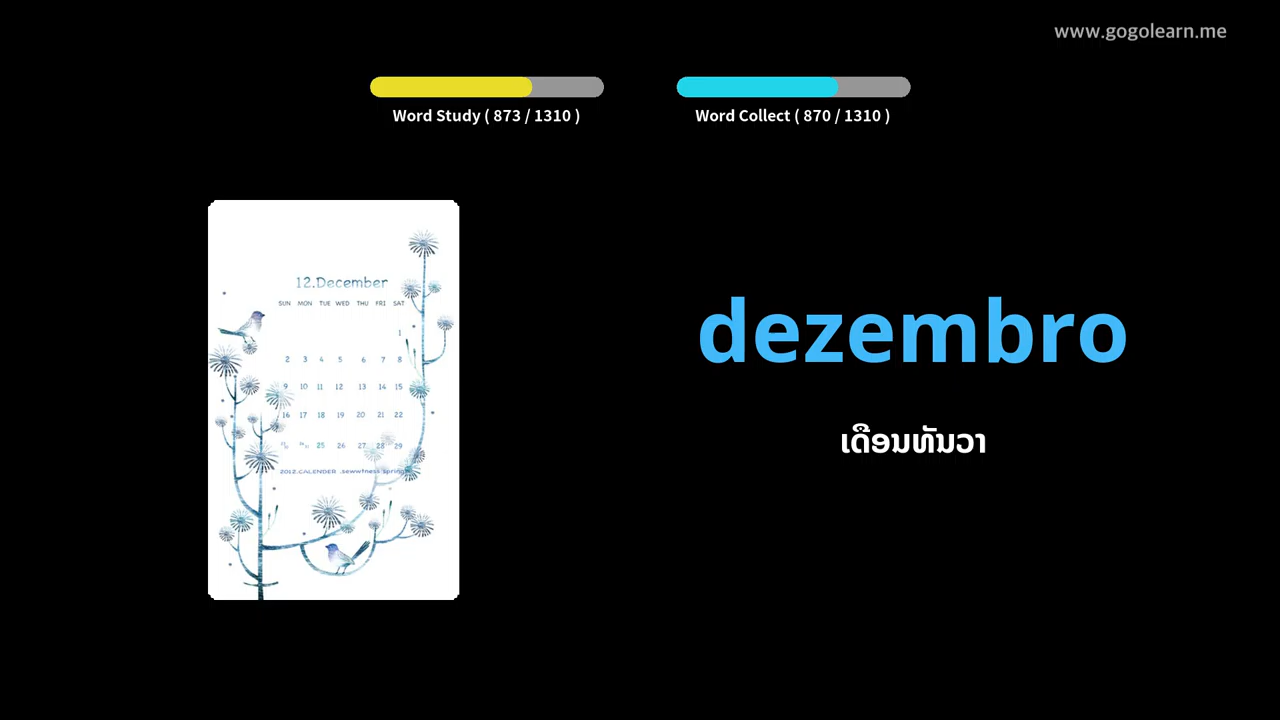 www.gogolearn.me
Word Study ( 873 / 1310 )
Word Collect ( 870 / 1310 )
12.December
SUN MON TUE WED THU FRI SAT
1
2 3 4 5 6 7 8
9 10 11 12 13 14 15
16 17 18 19 20 21 22
25 26 27 28 29
2012.CALENDER
dezembro
ເດືອນທັນວາ